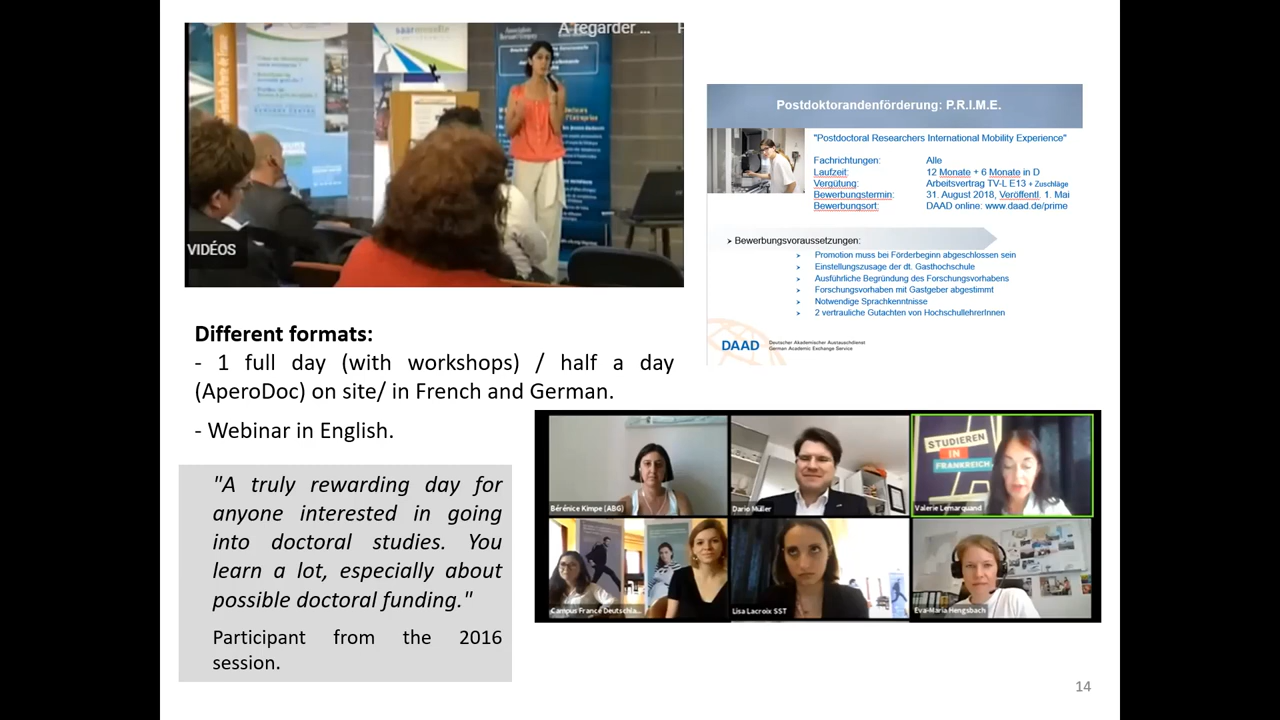 A regarder ...
saarmoselle
VIDÉOS
Postdoktorandenförderung: P.R.I.M.E.
"Postdoctoral Researchers International Mobility Experience"
Fachrichtungen: Alle
Laufzeit: 12 Monate + 6 Monate in D
Vergütung: Arbeitsvertrag TV-L E13 + Zuschläge
Bewerbungstermin: 31. August 2018, Veröffentl. 1. Mai
Bewerbungsort: DAAD online: www.daad.de/prime
Bewerbungsvoraussetzungen:
Promotion muss bei Förderbeginn abgeschlossen sein
Einstellungszusage der dt. Gasthochschule
Ausführliche Begründung des Forschungsvorhabens
Forschungsvorhaben mit Gastgeber abgestimmt
Notwendige Sprachkenntnisse
2 vertrauliche Gutachten von HochschullehrerInnen
DAAD
Deutscher Akademischer Austauschdienst
German Academic Exchange Service
Different formats:
- 1 full day (with workshops) / half a day
(AperoDoc) on site/ in French and German.
- Webinar in English.
"A truly rewarding day for
anyone interested in going
into doctoral studies. You
learn a lot, especially about
possible doctoral funding."
Participant from the 2016
session.
STUDIEREN
IN
FRANKREICH
Bérénice Kimpe (ABG)
Dario Müller
Valerie Lemarquand
Campus France Deutschla...
Lisa Lacroix SST
Eva-Maria Hengsbach
14